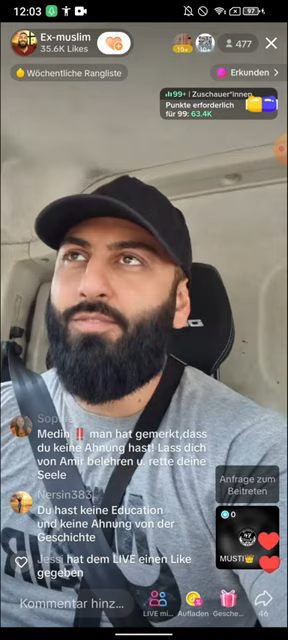 12:03
97
Ex-muslim
35.6K Likes
19+
477
Wöchentliche Rangliste
Erkunden
99+ | Zuschauer*innen
Punkte erforderlich
für 99: 63.4K
Medin ‼️ man hat gemerkt,dass
du keine Ahnung hast! Lass dich
von Amir belehren u. rette deine
Seele
Nersin383
Du hast keine Education
und keine Ahnung von der
Geschichte
Jessi hat dem LIVE einen Like
gegeben
Anfrage zum
Beitreten
0
MUSTI
Kommentar hinz...
LIVE mi...
Aufladen
Gesche...
46